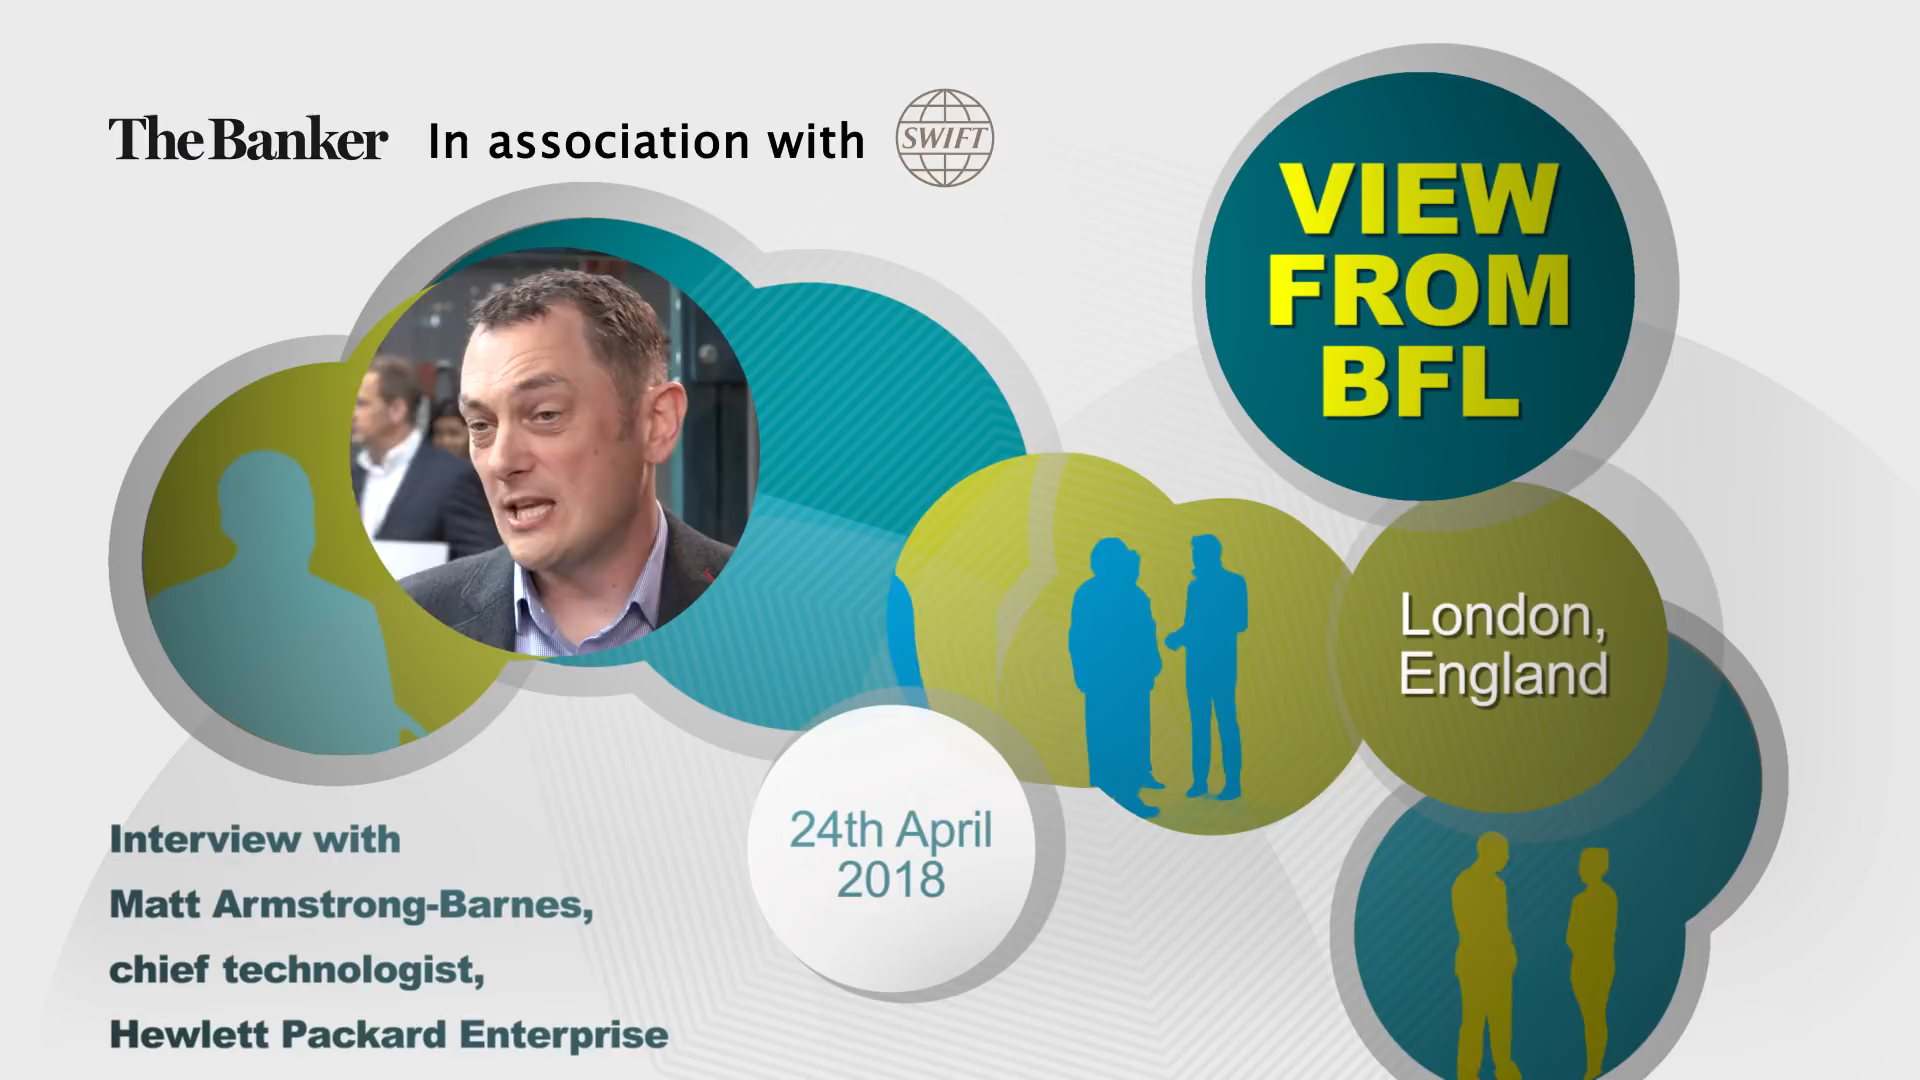 The Banker In association with SWIFT
VIEW
FROM
BFL
London,
England
24th April
2018
Interview with
Matt Armstrong-Barnes,
chief technologist,
Hewlett Packard Enterprise